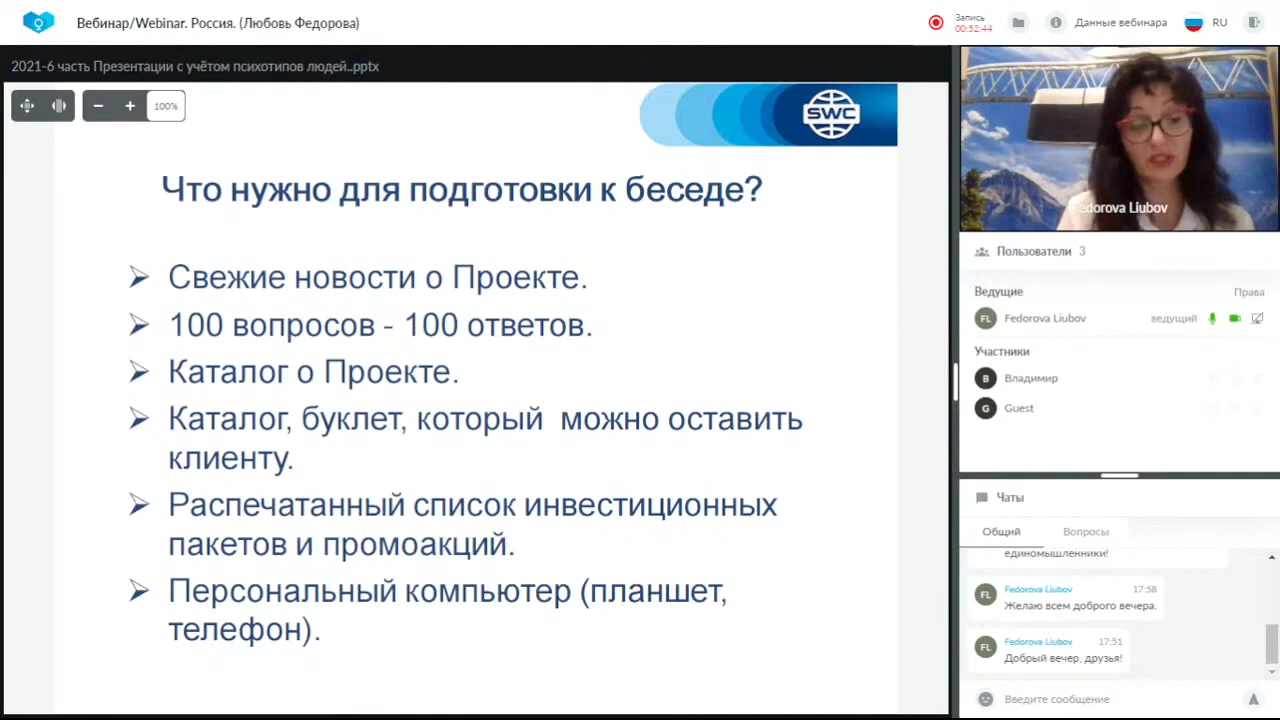 Вебинар/Webinar. Россия. (Любовь Федорова)
Запись
00:52:44
Данные вебинара
RU
2021-6 часть Презентации с учётом психотипов людей..pptx
100%
SWC
Что нужно для подготовки к беседе?
Свежие новости о Проекте.
100 вопросов - 100 ответов.
Каталог о Проекте.
Каталог, буклет, который можно оставить
клиенту.
Распечатанный список инвестиционных
пакетов и промоакций.
Персональный компьютер (планшет,
телефон).
Fedorova Liubov
Пользователи 3
Ведущие
Права
FL
Fedorova Liubov
ведущий
Участники
В
Владимир
G
Guest
Чаты
Общий
Вопросы
единомышленники!
FL
Fedorova Liubov 17:58
Желаю всем доброго вечера.
FL
Fedorova Liubov 17:51
Добрый вечер, друзья!
Введите сообщение